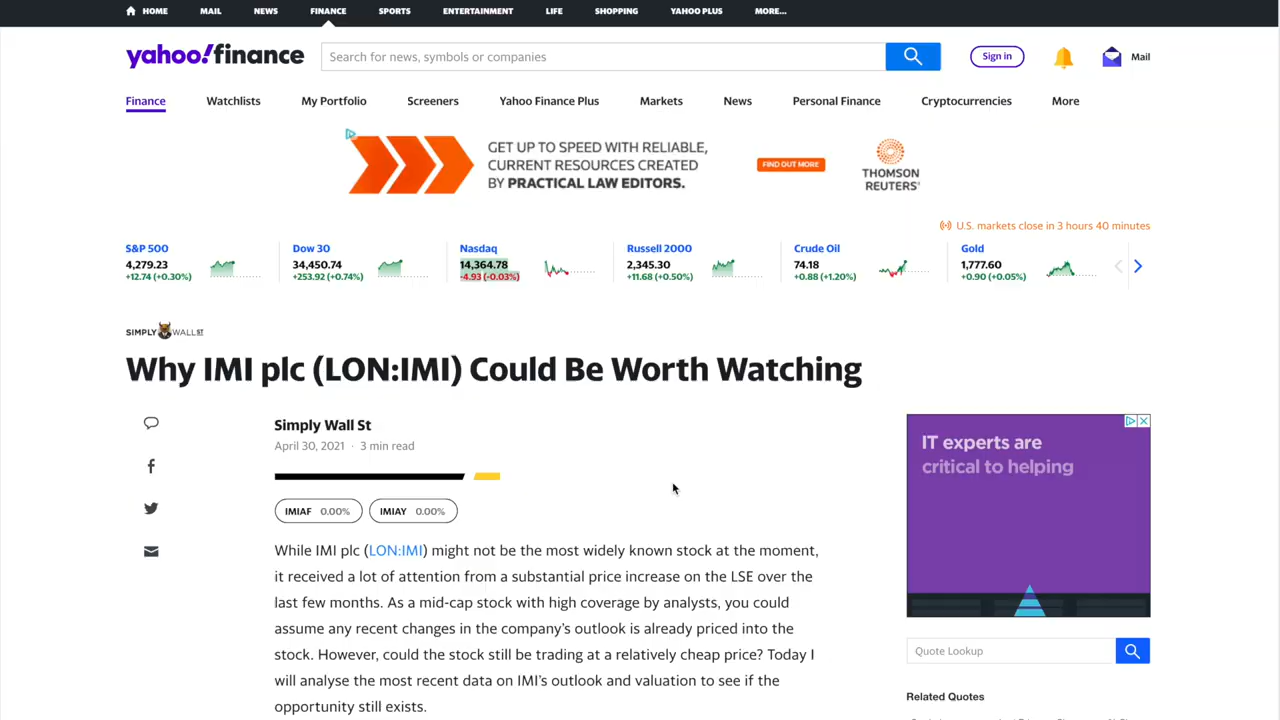 HOME MAIL NEWS FINANCE SPORTS ENTERTAINMENT LIFE SHOPPING YAHOO PLUS MORE...
yahoo!finance Search for news, symbols or companies Sign in Mail
Finance Watchlists My Portfolio Screeners Yahoo Finance Plus Markets News Personal Finance Cryptocurrencies More
GET UP TO SPEED WITH RELIABLE,
CURRENT RESOURCES CREATED
BY PRACTICAL LAW EDITORS.
FIND OUT MORE
THOMSON
REUTERS®
U.S. markets close in 3 hours 40 minutes
S&P 500 Dow 30 Nasdaq Russell 2000 Crude Oil Gold
4,279.23 34,450.74 14,364.78 2,345.30 74.18 1,777.60
+12.74 (+0.30%) +253.92 (+0.74%) -4.93 (-0.03%) +11.68 (+0.50%) +0.88 (+1.20%) +0.90 (+0.05%)
SIMPLY WALL ST
Why IMI plc (LON:IMI) Could Be Worth Watching
Simply Wall St
April 30, 2021 · 3 min read
IMIAF 0.00% IMIAY 0.00%
While IMI plc (LON:IMI) might not be the most widely known stock at the moment,
it received a lot of attention from a substantial price increase on the LSE over the
last few months. As a mid-cap stock with high coverage by analysts, you could
assume any recent changes in the company's outlook is already priced into the
stock. However, could the stock still be trading at a relatively cheap price? Today I
will analyse the most recent data on IMI's outlook and valuation to see if the
opportunity still exists.
IT experts are
critical to helping
Quote Lookup
Related Quotes